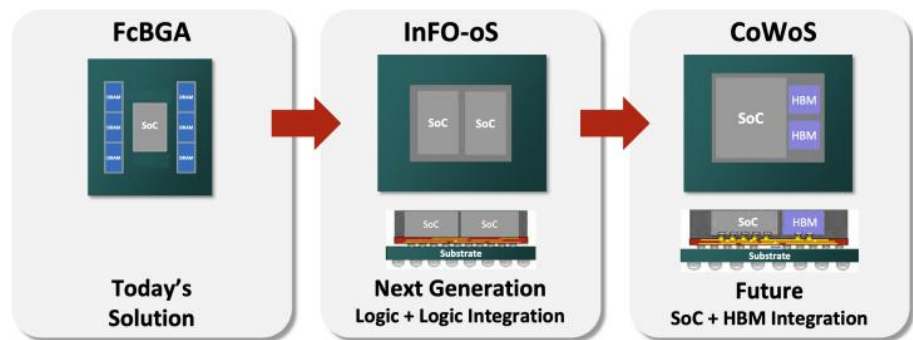 FcBGA
DRAM
DRAM
DRAM
SoC
DRAM
DRAM
DRAM
Today's
Solution
InFO-oS
SoC
SoC
SoC
SoC
Substrate
Next Generation
Logic + Logic Integration
CoWoS
SoC
HBM
HBM
SoC
HBM
Substrate
Future
SoC + HBM Integration